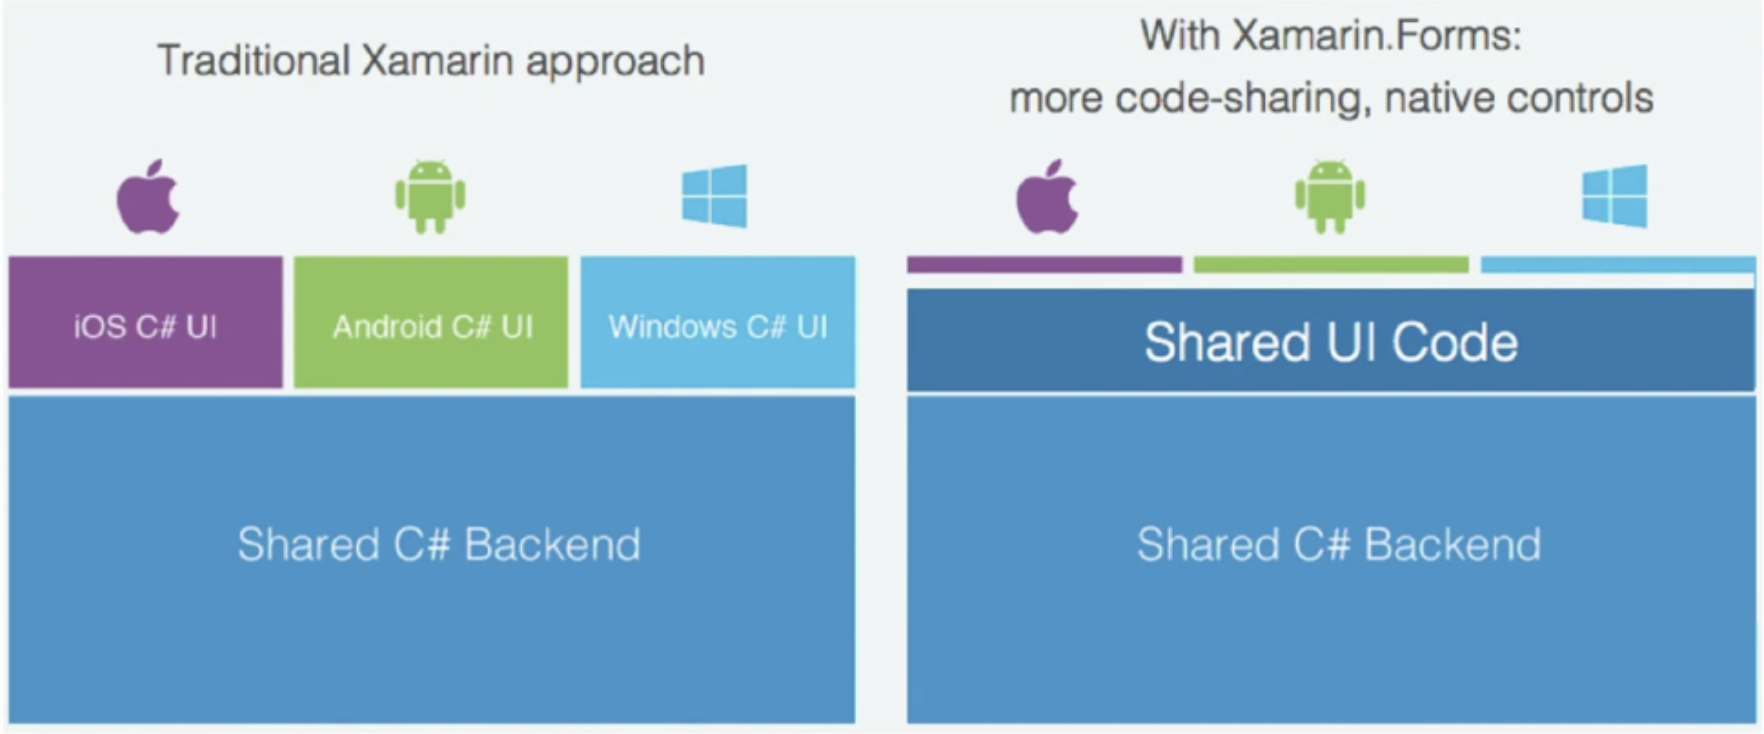 Traditional Xamarin approach
iOS C# UI
Android C# UI
Windows C# UI
Shared C# Backend
With Xamarin.Forms:
more code-sharing, native controls
Shared UI Code
Shared C# Backend